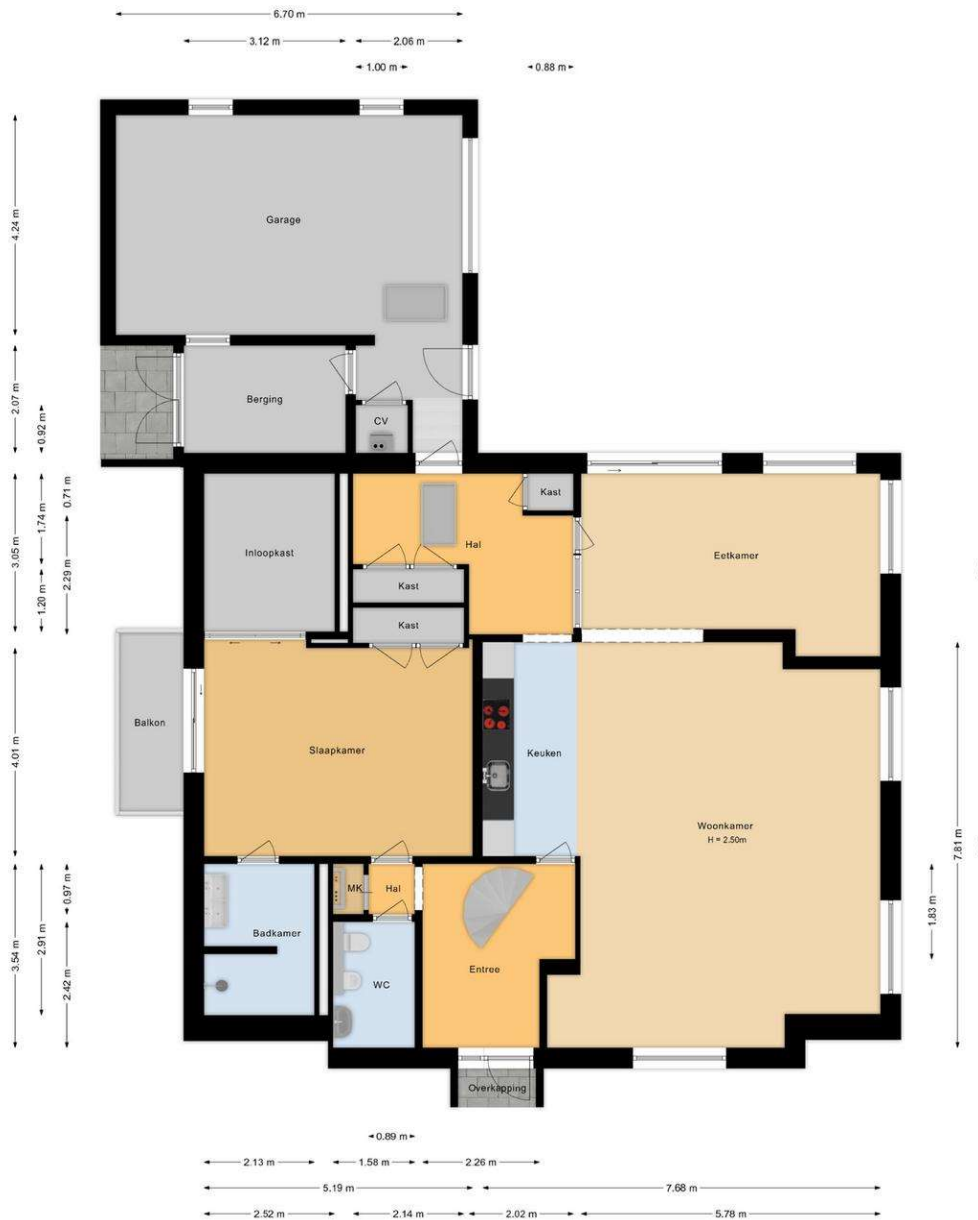 6.70 m
3.12 m
2.06 m
1.00 m
0.88 m
4.24 m
Garage
2.07 m
0.92 m
Berging
CV
3.05 m
1.74 m
0.71 m
1.20 m
2.29 m
Inloopkast
Hal
Kast
Kast
Kast
Eetkamer
4.01 m
Balkon
Slaapkamer
Keuken
Woonkamer
H = 2.50m
7.81 m
3.54 m
2.91 m
0.97 m
2.42 m
1.83 m
MK
Hal
Badkamer
WC
Entree
Overkapping
0.89 m
2.13 m
1.58 m
2.26 m
5.19 m
7.68 m
2.52 m
2.14 m
2.02 m
5.78 m